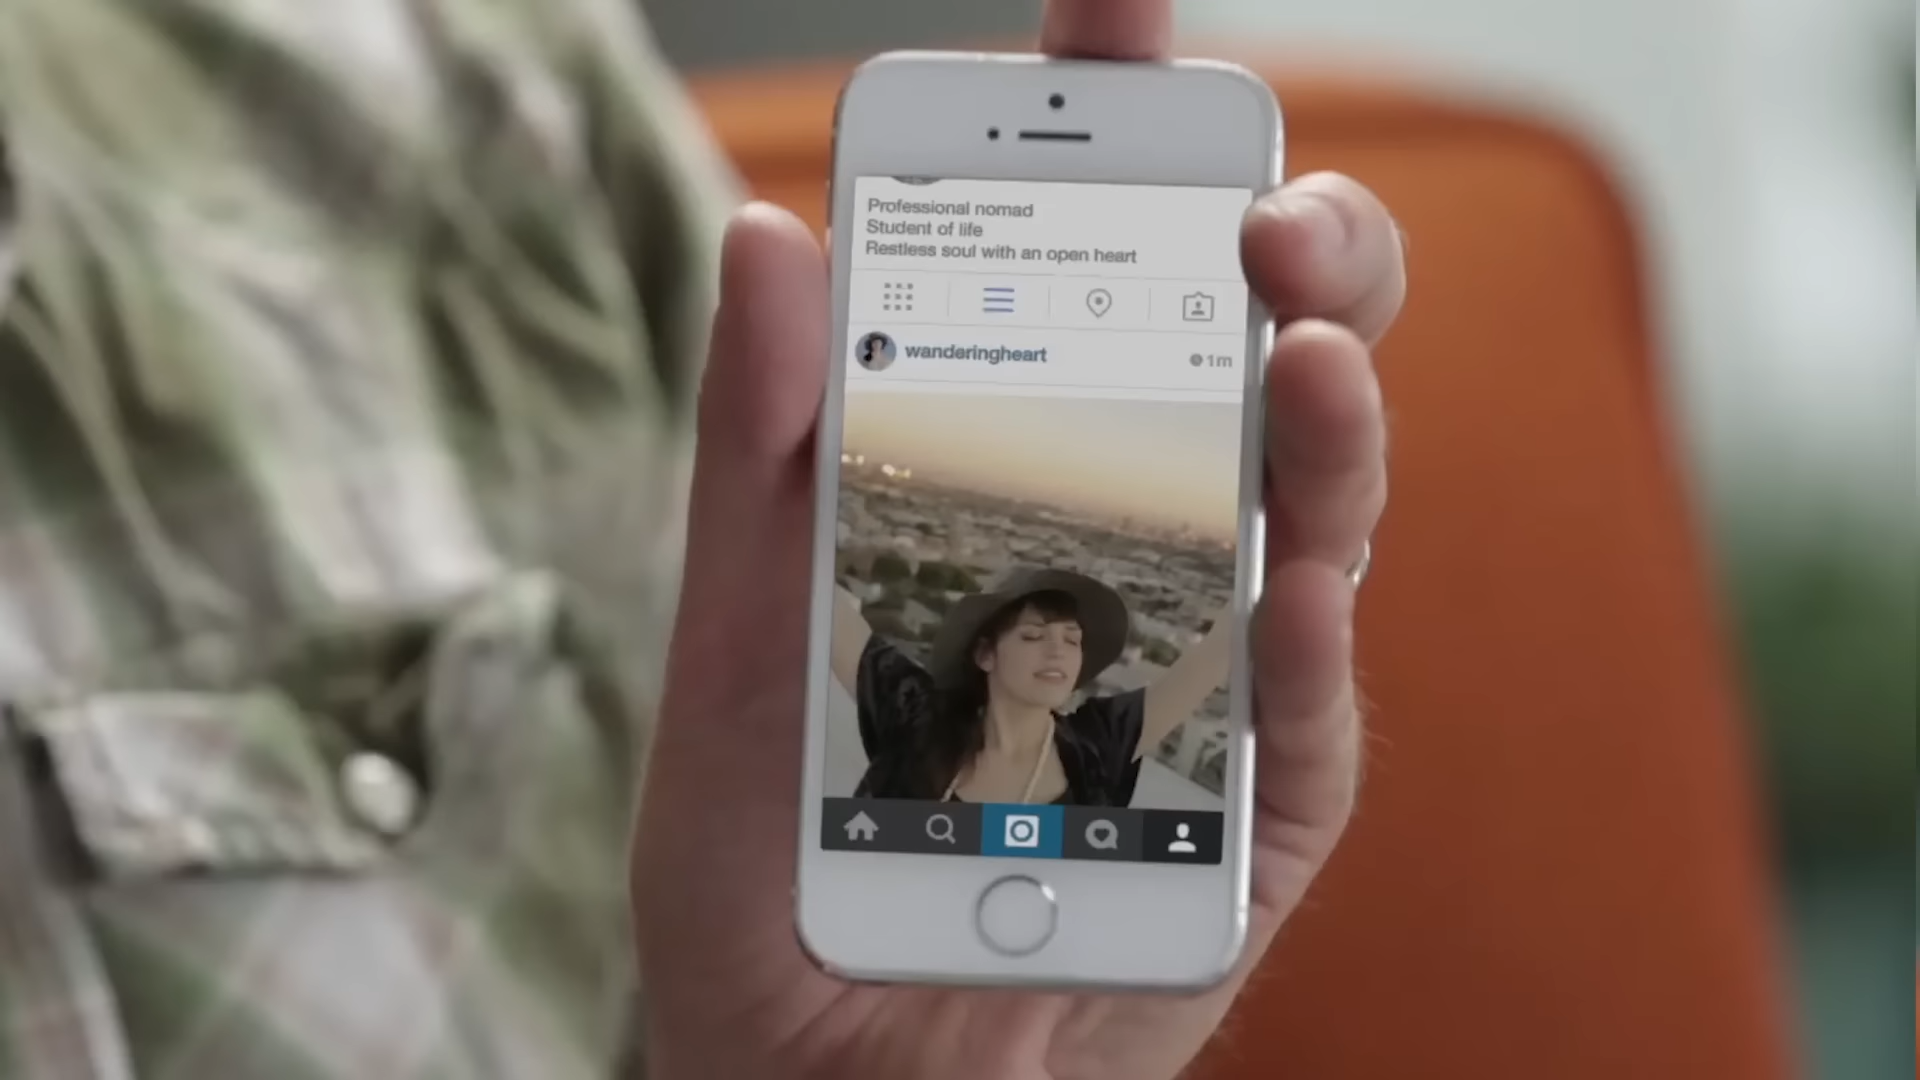 Professional nomad
Student of life
Restless soul with an open heart
wanderingheart 1m